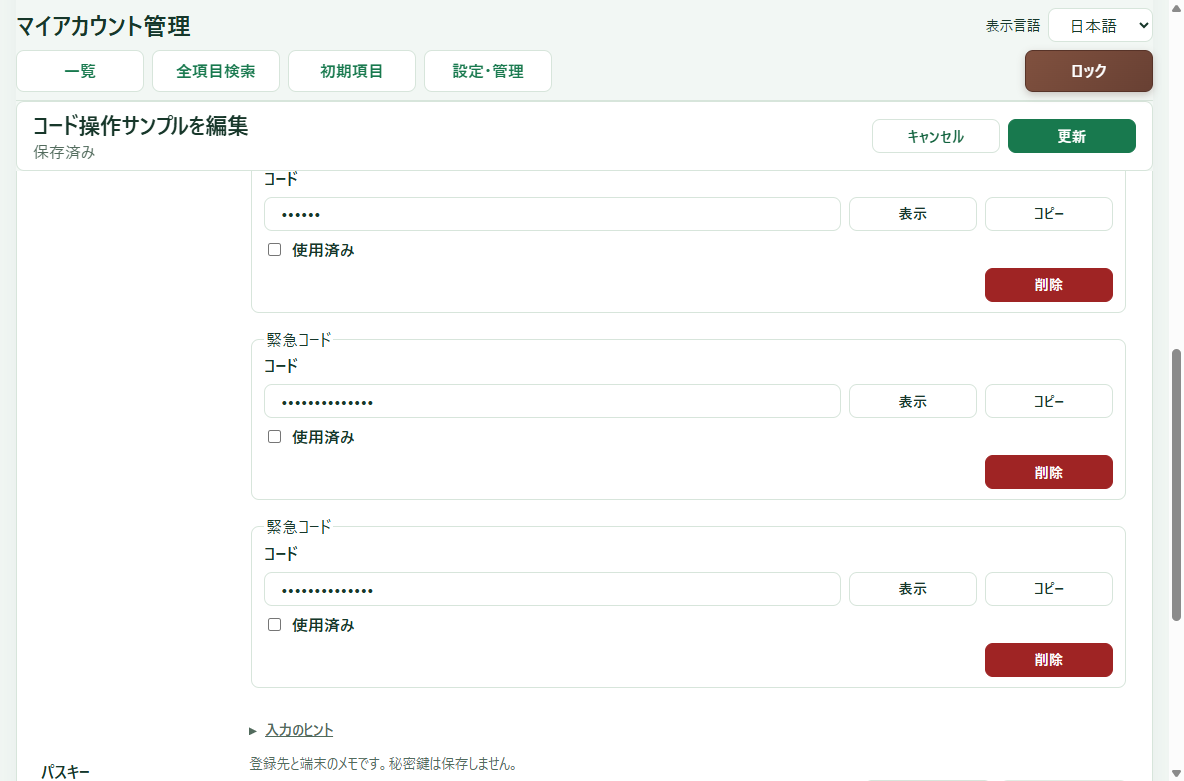 マイアカウント管理
表示言語 日本語
一覧 全項目検索 初期項目 設定・管理 ロック
コード操作サンプルを編集
保存済み
キャンセル 更新
コード
•••••• 表示 コピー
使用済み
削除
緊急コード
コード
•••••••••••••• 表示 コピー
使用済み
削除
緊急コード
コード
•••••••••••••• 表示 コピー
使用済み
削除
▶ 入力のヒント
登録先と端末のメモです。秘密鍵は保存しません。
パスキー